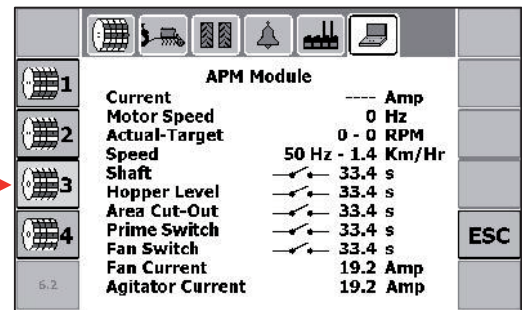 APM Module
1
Current ---- Amp
Motor Speed 0 Hz
2
Actual-Target 0 - 0 RPM
Speed 50 Hz - 1.4 Km/Hr
3
Shaft 33.4 s
Hopper Level 33.4 s
Area Cut-Out 33.4 s
4
Prime Switch 33.4 s
ESC
Fan Switch 33.4 s
Fan Current 19.2 Amp
6.2
Agitator Current 19.2 Amp